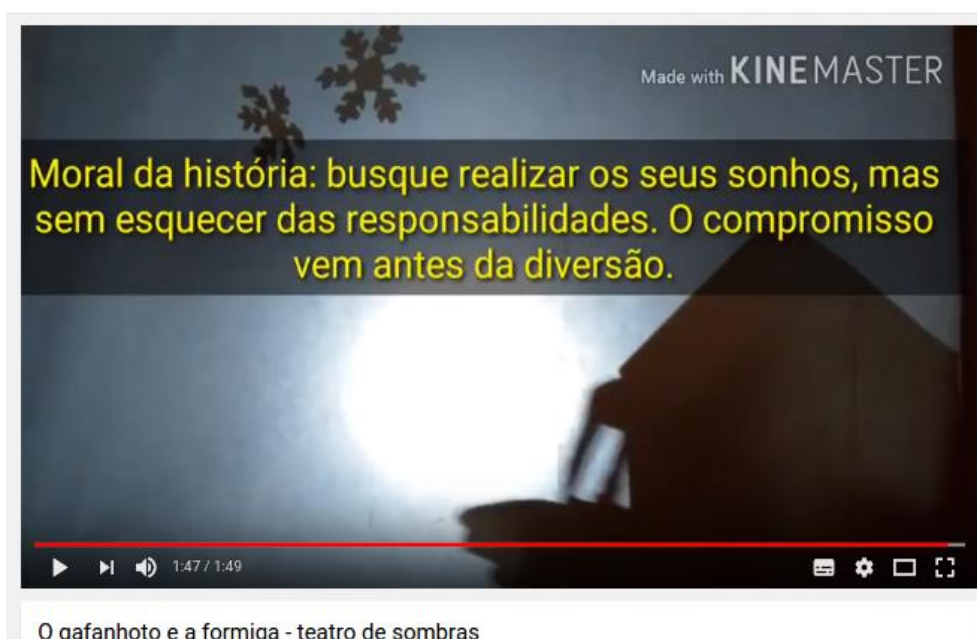 Made with KINEMASTER
Moral da história: busque realizar os seus sonhos, mas
sem esquecer das responsabilidades. O compromisso
vem antes da diversão.
1:47 / 1:49
O gafanhoto e a formiga - teatro de sombras